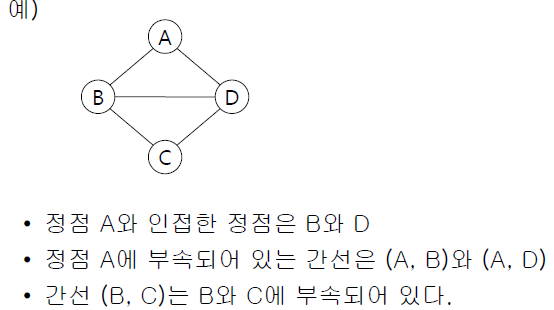 예)
A
B
D
C
• 정점 A와 인접한 정점은 B와 D
• 정점 A에 부속되어 있는 간선은 (A, B)와 (A, D)
• 간선 (B, C)는 B와 C에 부속되어 있다.